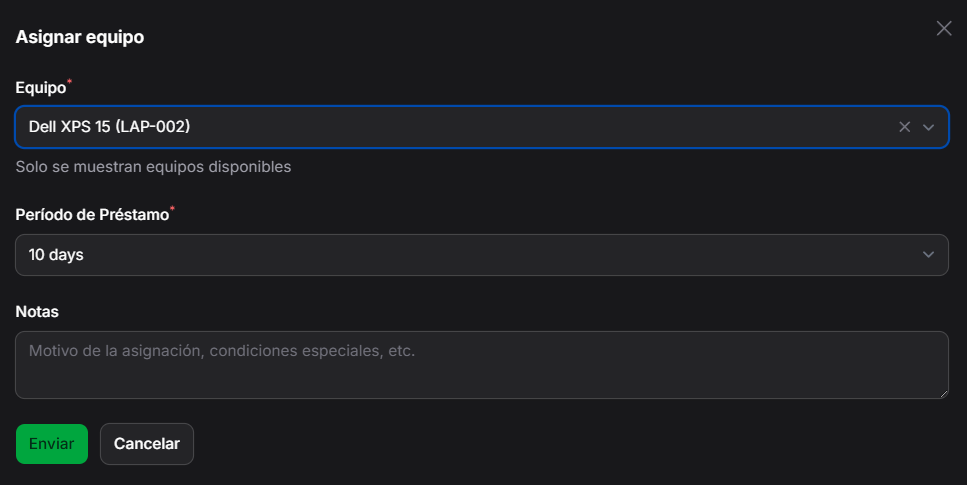 Asignar equipo
Equipo*
Dell XPS 15 (LAP-002)
Solo se muestran equipos disponibles
Período de Préstamo*
10 days
Notas
Motivo de la asignación, condiciones especiales, etc.
Enviar Cancelar